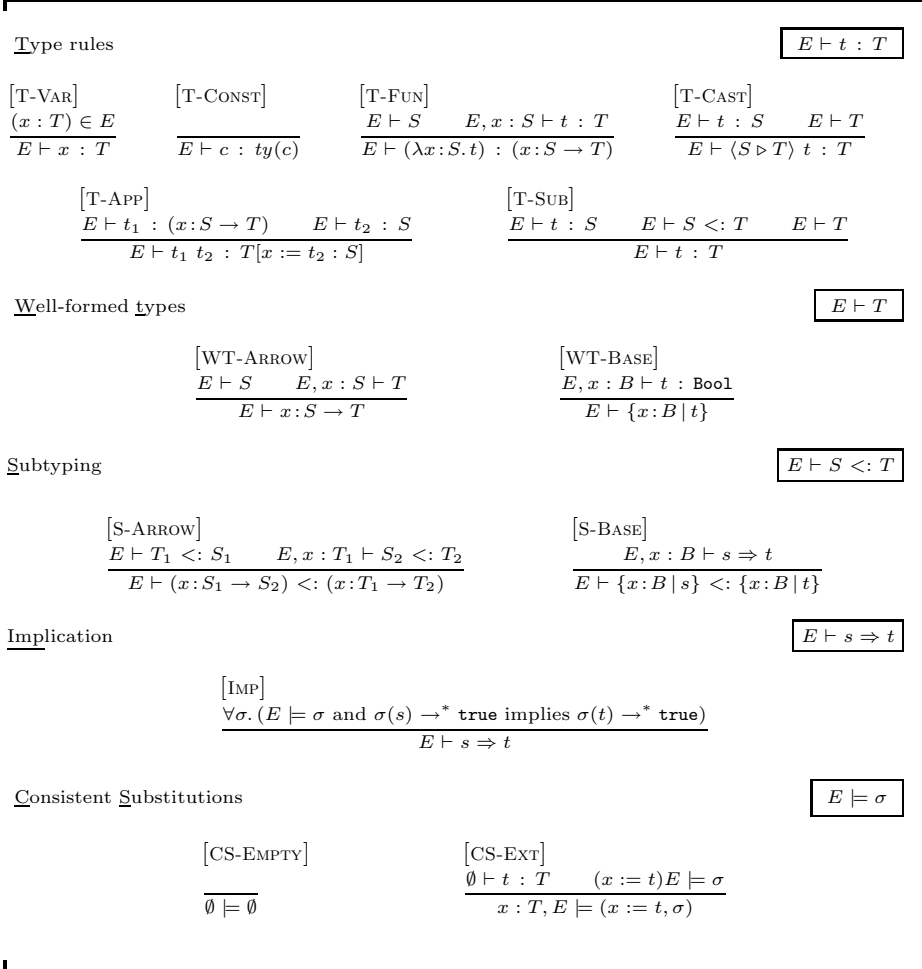 Type rules E ⊢ t : T
[T-Var] [T-Const] [T-Fun] [T-Cast]
(x : T) ∈ E E ⊢ S E, x : S ⊢ t : T E ⊢ t : S E ⊢ T
E ⊢ x : T E ⊢ c : ty(c) E ⊢ (λx:S. t) : (x:S → T) E ⊢ ⟨S ▷ T⟩ t : T
[T-App] [T-Sub]
E ⊢ t₁ : (x:S → T) E ⊢ t₂ : S E ⊢ t : S E ⊢ S <: T E ⊢ T
E ⊢ t₁ t₂ : T[x := t₂ : S] E ⊢ t : T
Well-formed types E ⊢ T
[WT-Arrow] [WT-Base]
E ⊢ S E, x : S ⊢ T E, x : B ⊢ t : Bool
E ⊢ x:S → T E ⊢ {x:B | t}
Subtyping E ⊢ S <: T
[S-Arrow] [S-Base]
E ⊢ T₁ <: S₁ E, x : T₁ ⊢ S₂ <: T₂ E, x : B ⊢ s ⇒ t
E ⊢ (x:S₁ → S₂) <: (x:T₁ → T₂) E ⊢ {x:B | s} <: {x:B | t}
Implication E ⊢ s ⇒ t
[Imp]
∀σ. (E ⊨ σ and σ(s) →* true implies σ(t) →* true)
E ⊢ s ⇒ t
Consistent Substitutions E ⊨ σ
[CS-Empty] [CS-Ext]
∅ ⊢ t : T (x := t)E ⊨ σ
∅ ⊨ ∅ x : T, E ⊨ (x := t, σ)